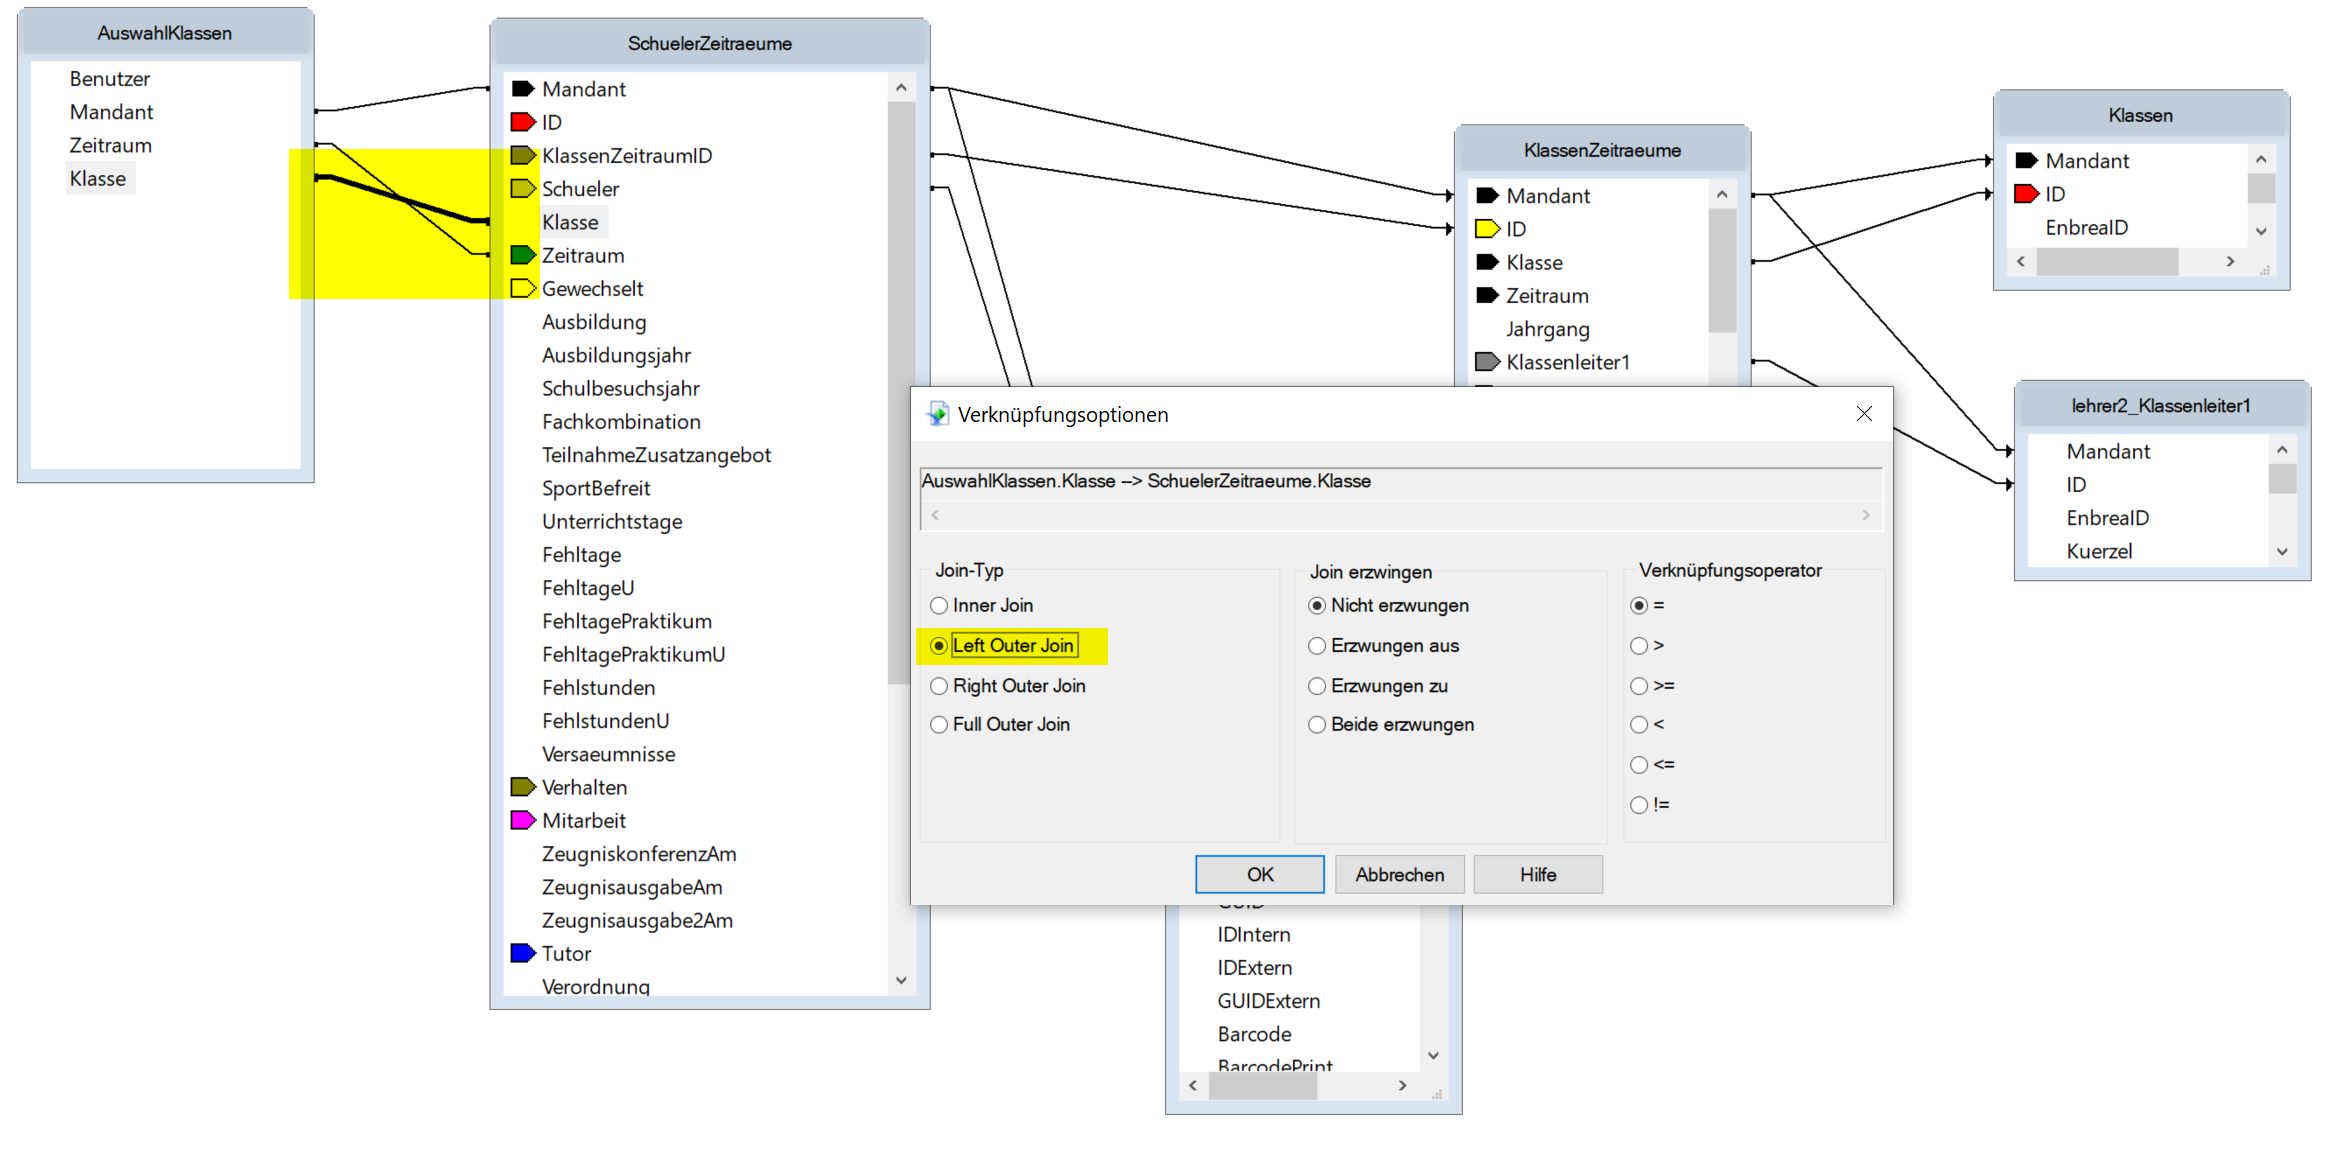 AuswahlKlassen
Benutzer
Mandant
Zeitraum
Klasse
SchuelerZeitraeume
Mandant
ID
KlassenZeitraumID
Schueler
Klasse
Zeitraum
Gewechselt
Ausbildung
Ausbildungsjahr
Schulbesuchsjahr
Fachkombination
TeilnahmeZusatzangebot
SportBefreit
Unterrichtstage
Fehltage
FehltageU
FehltagePraktikum
FehltagePraktikumU
Fehlstunden
FehlstundenU
Versaeumnisse
Verhalten
Mitarbeit
ZeugniskonferenzAm
ZeugnisausgabeAm
Zeugnisausgabe2Am
Tutor
Verordnung
KlassenZeitraeume
Mandant
ID
Klasse
Zeitraum
Jahrgang
Klassenleiter1
Klassen
Mandant
ID
EnbreaID
lehrer2_Klassenleiter1
Mandant
ID
EnbreaID
Kuerzel
Verknüpfungsoptionen
AuswahlKlassen.Klasse --> SchuelerZeitraeume.Klasse
Join-Typ
Inner Join
Left Outer Join
Right Outer Join
Full Outer Join
Join erzwingen
Nicht erzwungen
Erzwungen aus
Erzwungen zu
Beide erzwungen
Verknüpfungsoperator
=
>
>=
<
<=
!=
OK
Abbrechen
Hilfe
GUID
IDIntern
IDExtern
GUIDExtern
Barcode
BarcodePrint